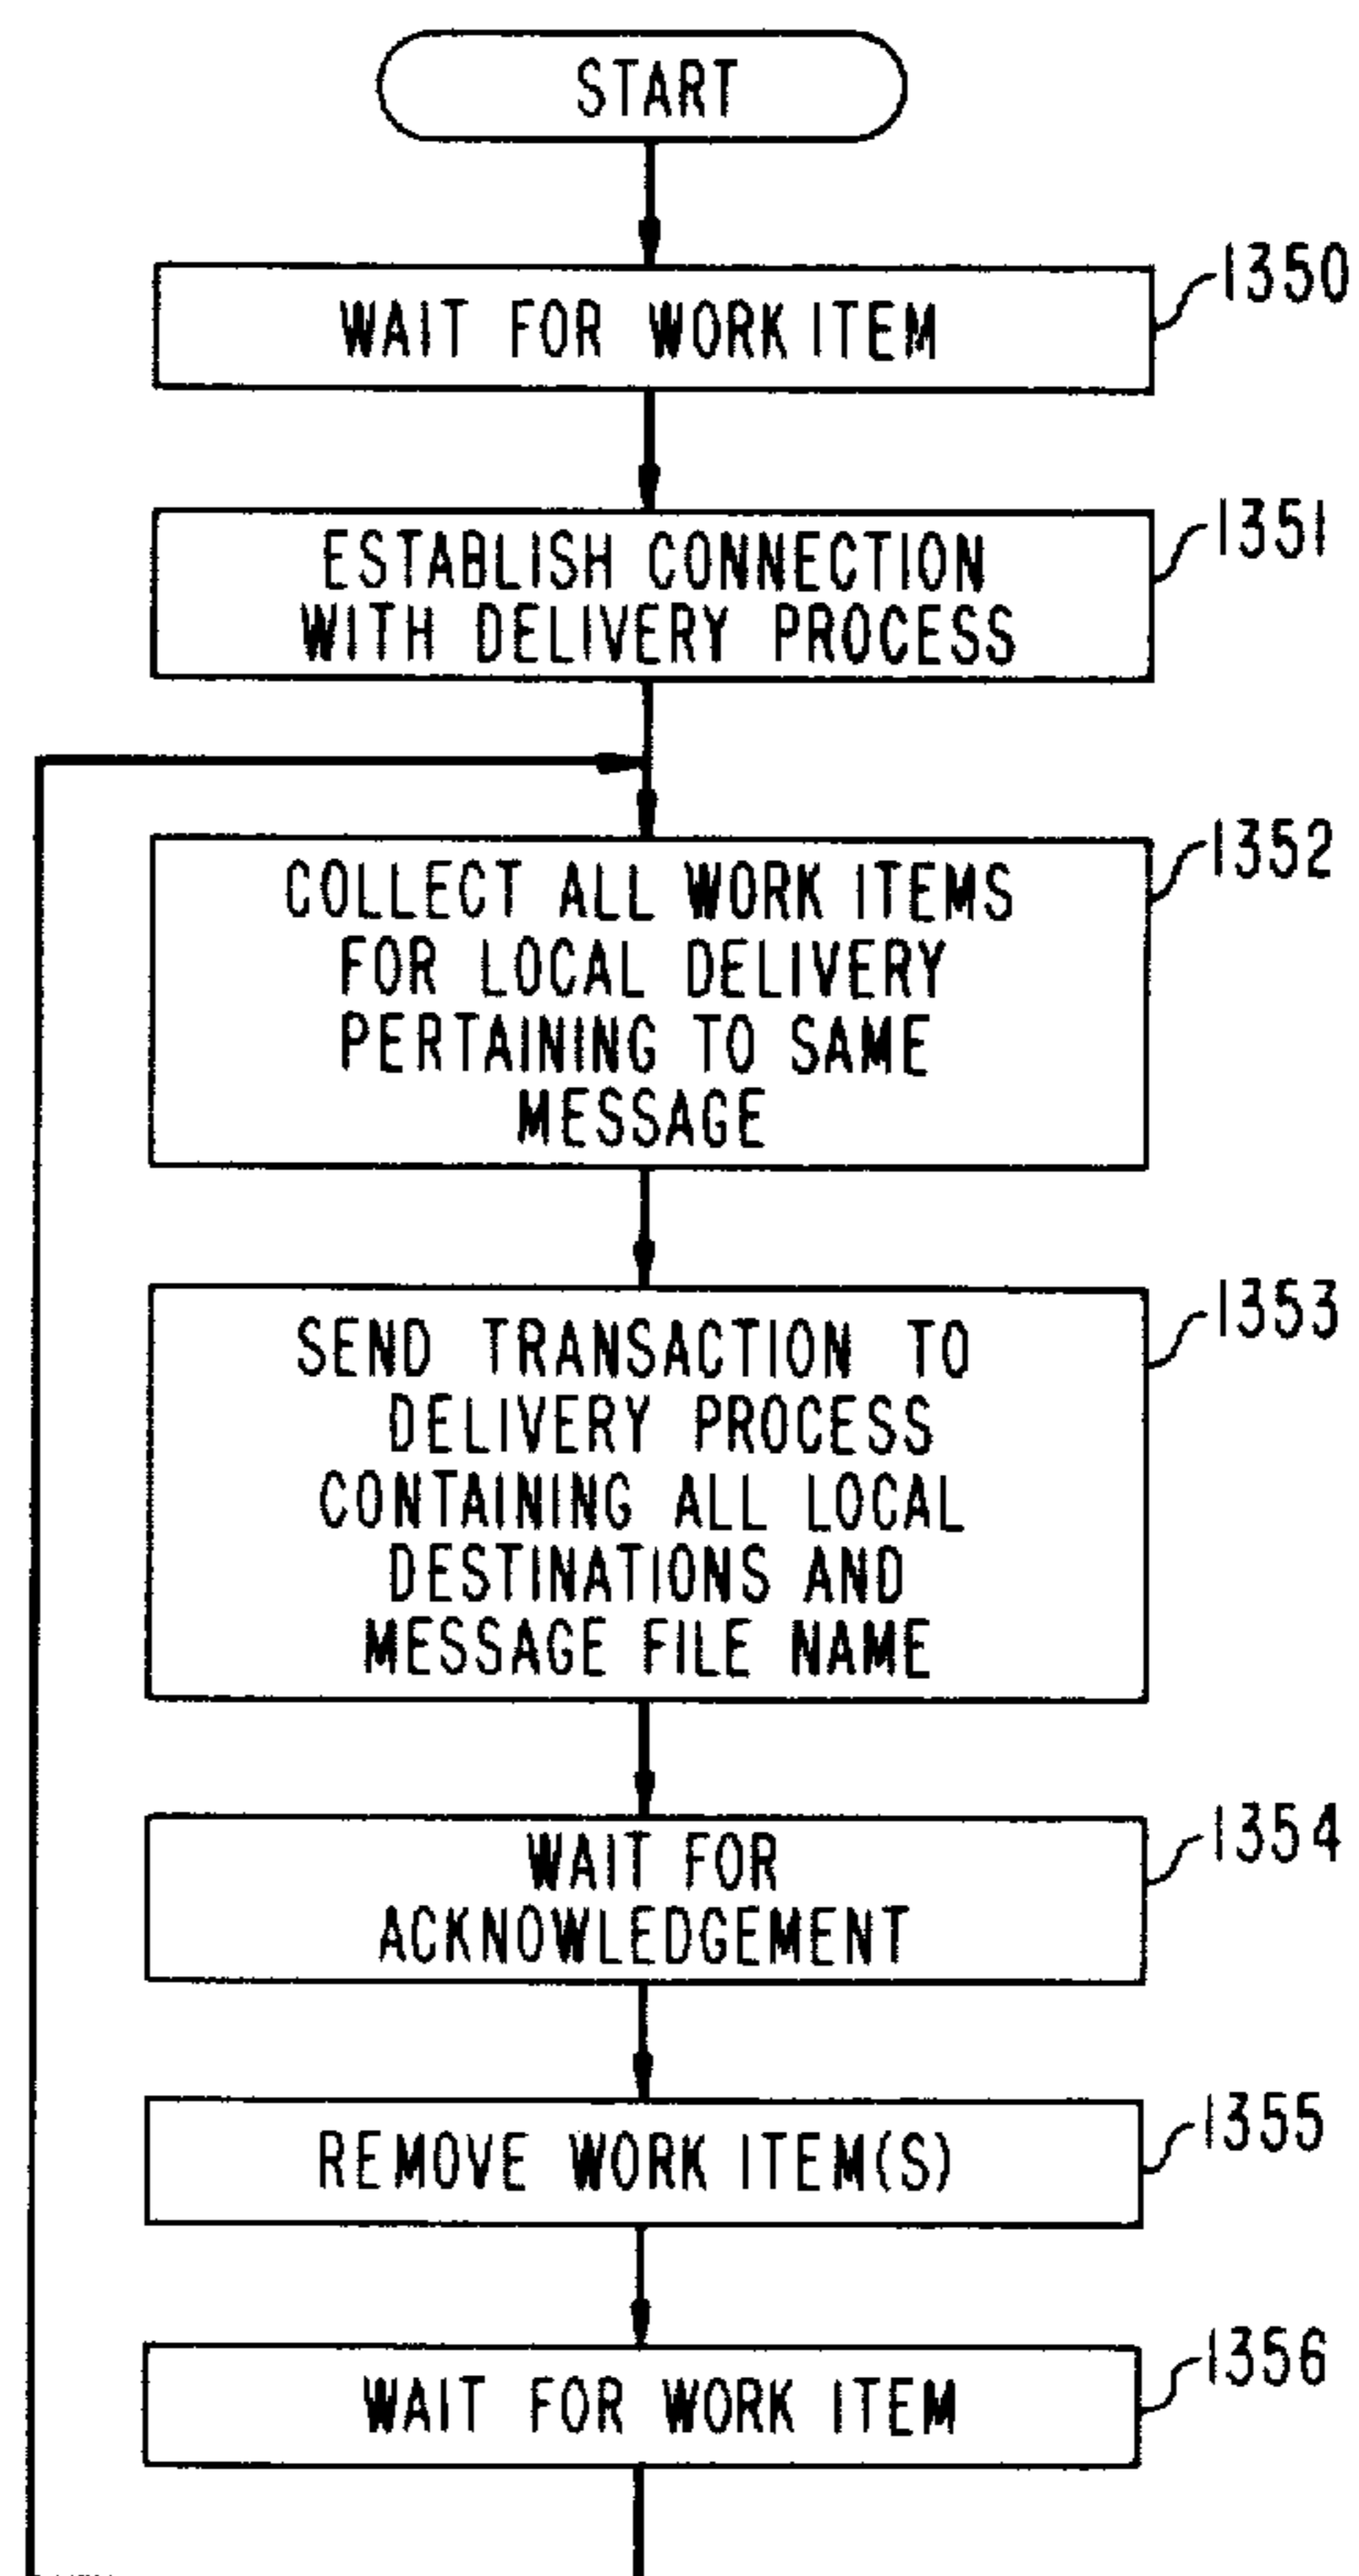 START
WAIT FOR WORK ITEM
1350
ESTABLISH CONNECTION
WITH DELIVERY PROCESS
1351
COLLECT ALL WORK ITEMS
FOR LOCAL DELIVERY
PERTAINING TO SAME
MESSAGE
1352
SEND TRANSACTION TO
DELIVERY PROCESS
CONTAINING ALL LOCAL
DESTINATIONS AND
MESSAGE FILE NAME
1353
WAIT FOR
ACKNOWLEDGEMENT
1354
REMOVE WORK ITEM(S)
1355
WAIT FOR WORK ITEM
1356